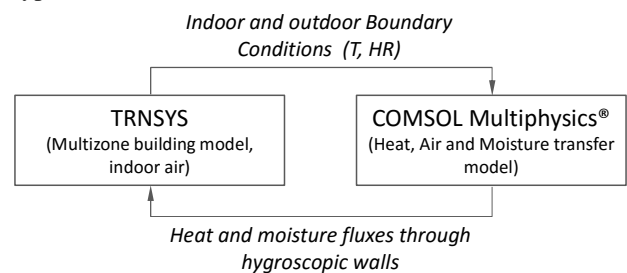 Indoor and outdoor Boundary
Conditions (T, HR)
TRNSYS
(Multizone building model,
indoor air)
COMSOL Multiphysics®
(Heat, Air and Moisture transfer
model)
Heat and moisture fluxes through
hygroscopic walls